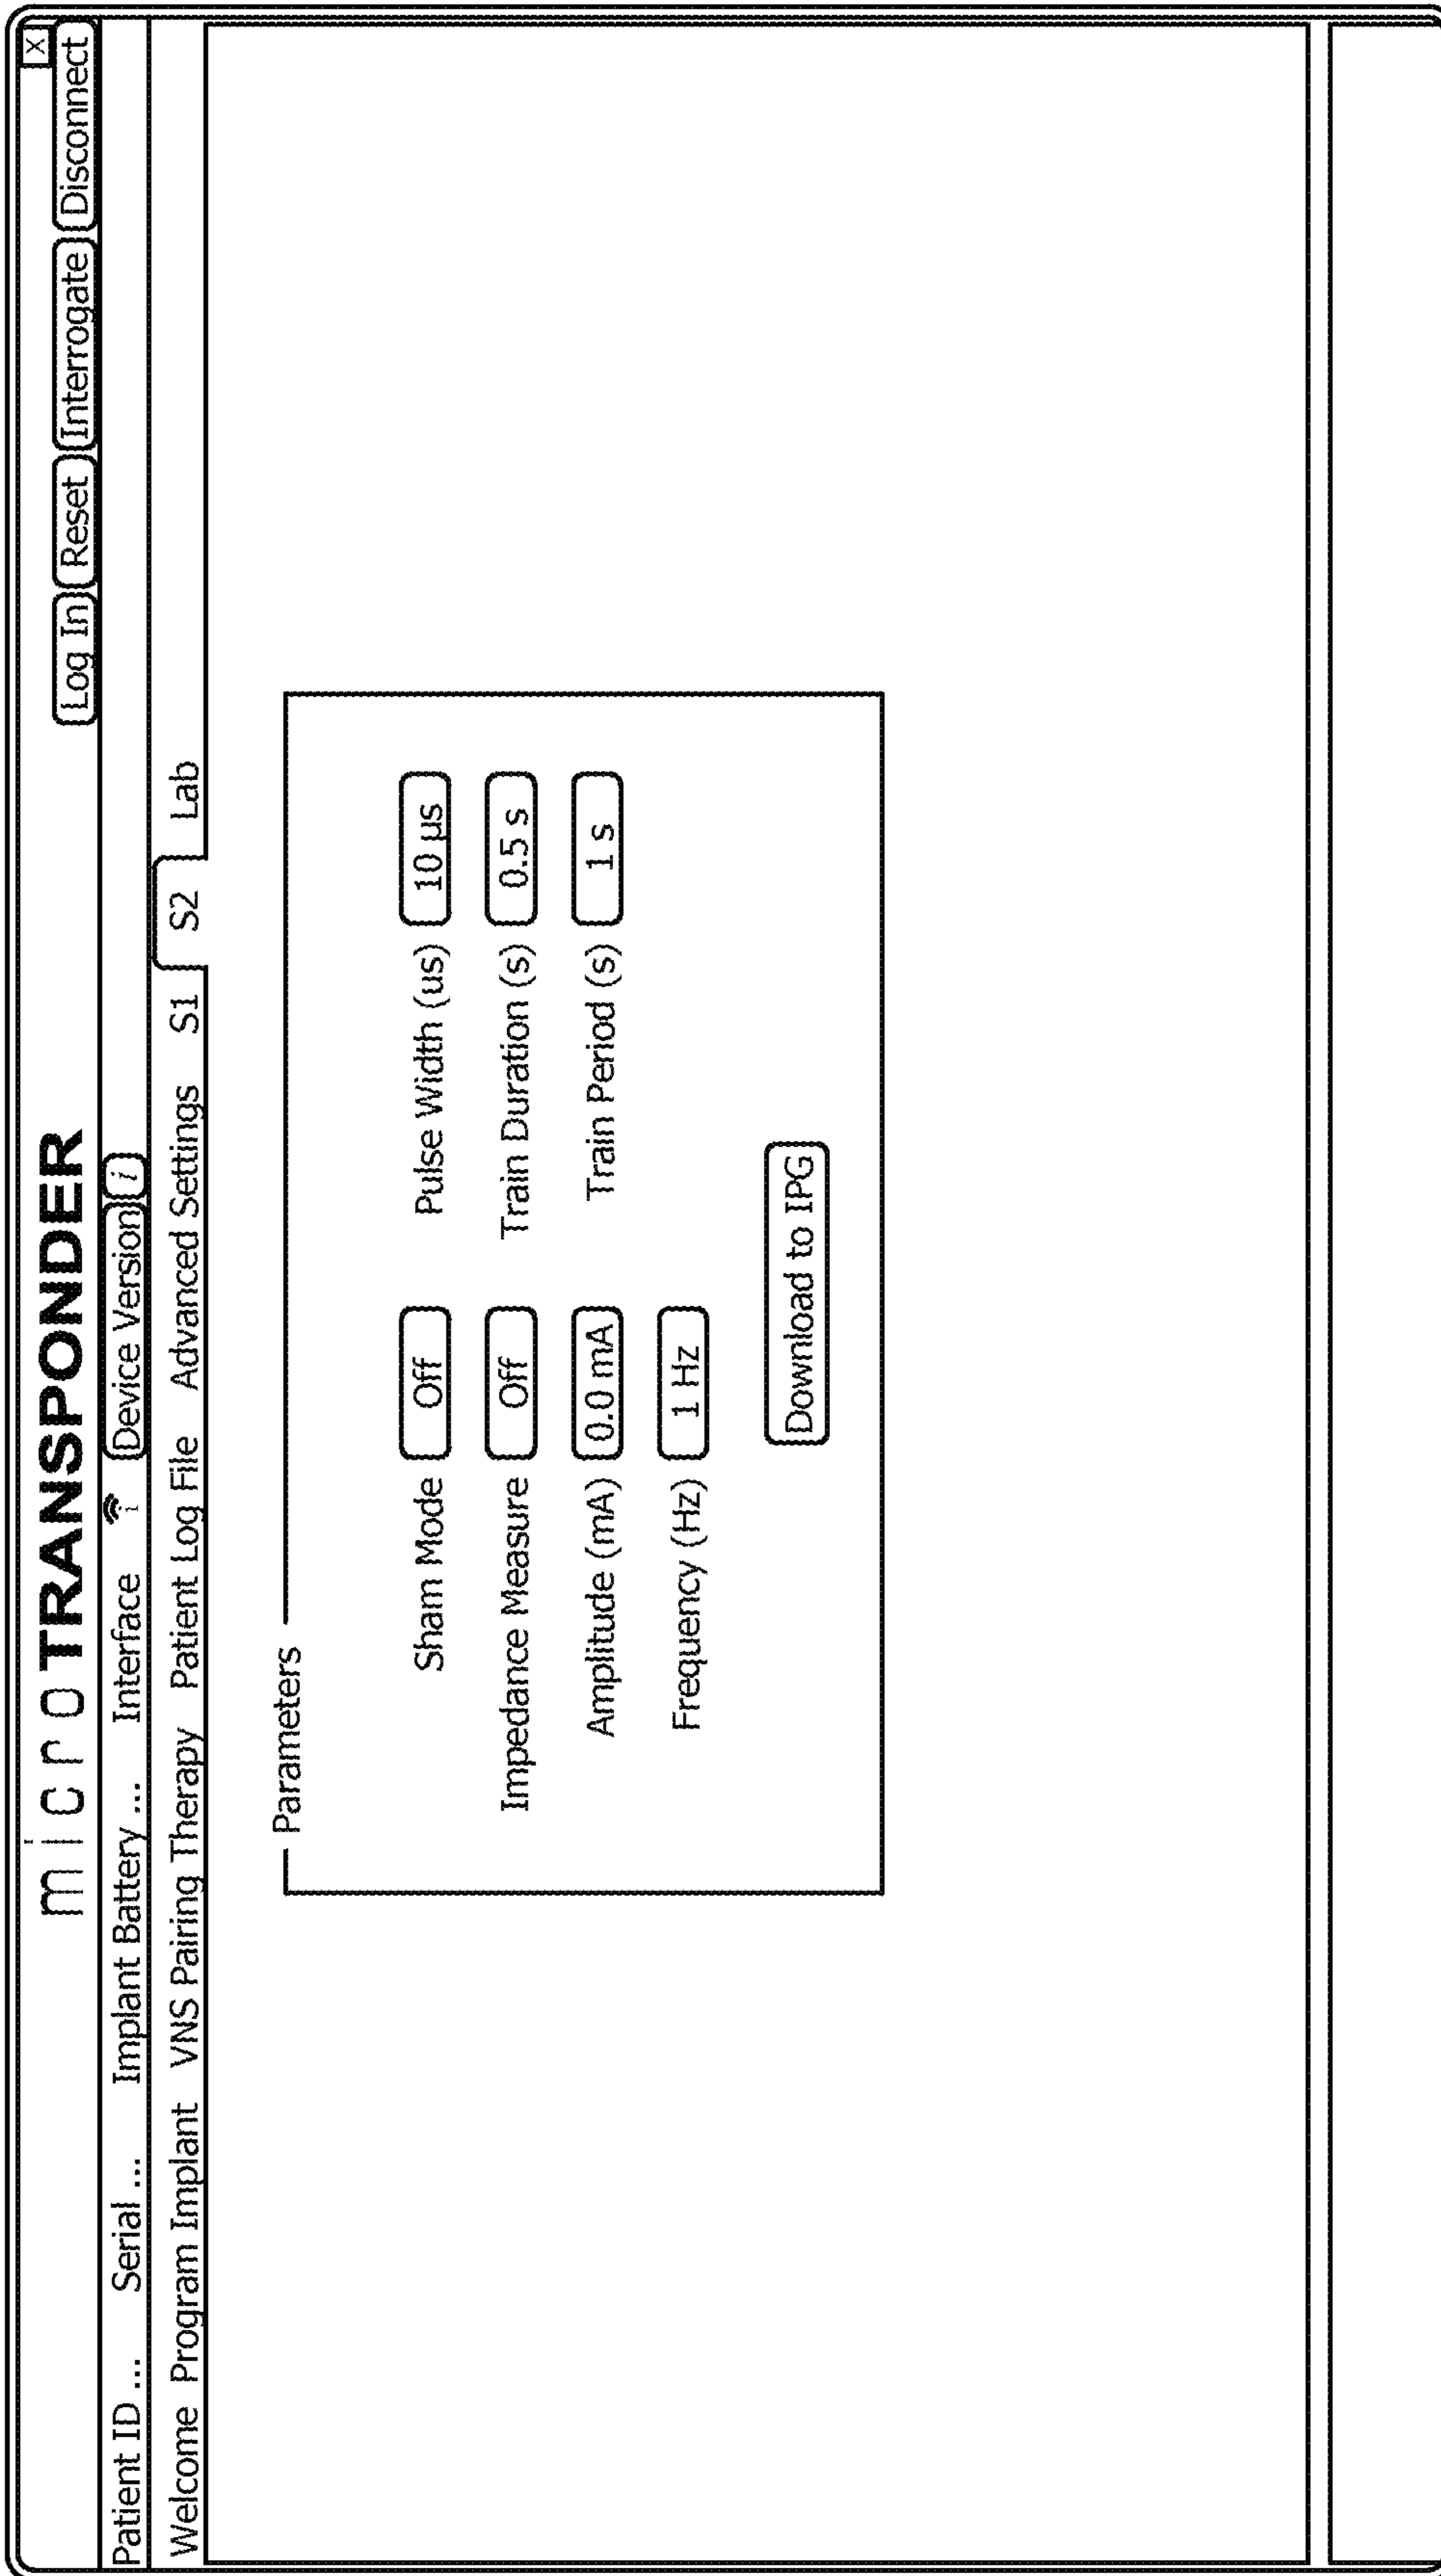 X
microTRANSPONDER
Log In Reset Interrogate Disconnect
Patient ID ... Serial ... Implant Battery ... Interface Device Version i
Welcome Program Implant VNS Pairing Therapy Patient Log File Advanced Settings S1 S2 Lab
Parameters
Sham Mode Off Pulse Width (us) 10 µs
Impedance Measure Off Train Duration (s) 0.5 s
Amplitude (mA) 0.0 mA Train Period (s) 1 s
Frequency (Hz) 1 Hz
Download to IPG